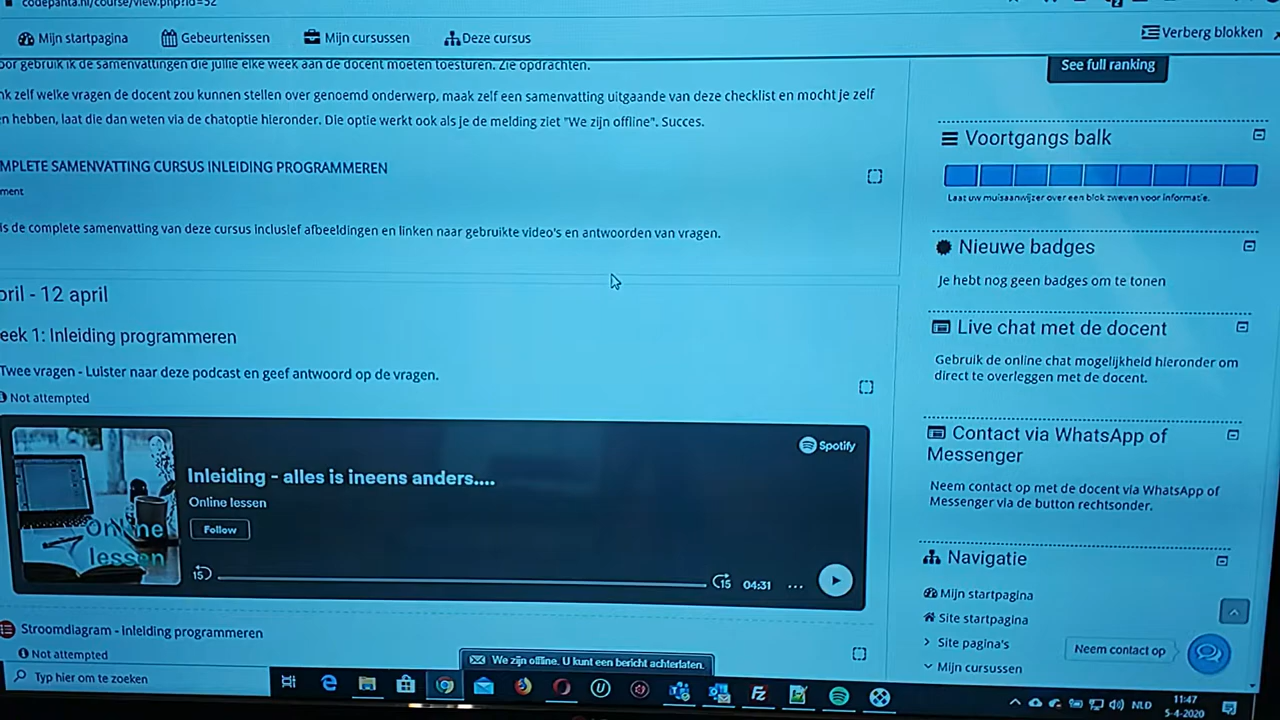 codepanta.nl/course/view.php?id=52
Mijn startpagina Gebeurtenissen Mijn cursussen Deze cursus Verberg blokken
oor gebruik ik de samenvattingen die jullie elke week aan de docent moeten toesturen. Zie opdrachten.
nk zelf welke vragen de docent zou kunnen stellen over genoemd onderwerp, maak zelf een samenvatting uitgaande van deze checklist en mocht je zelf
n hebben, laat die dan weten via de chatoptie hieronder. Die optie werkt ook als je de melding ziet "We zijn offline". Succes.
MPLETE SAMENVATTING CURSUS INLEIDING PROGRAMMEREN
ment
is de complete samenvatting van deze cursus inclusief afbeeldingen en linken naar gebruikte video's en antwoorden van vragen.
pril - 12 april
eek 1: Inleiding programmeren
Twee vragen - Luister naar deze podcast en geef antwoord op de vragen.
Not attempted
Spotify
Inleiding - alles is ineens anders....
Online lessen
Follow
Online
lessen
15 15 04:31 ...
Stroomdiagram - Inleiding programmeren
Not attempted
See full ranking
Voortgangs balk
Laat uw muisaanwijzer over een blok zweven voor informatie.
Nieuwe badges
Je hebt nog geen badges om te tonen
Live chat met de docent
Gebruik de online chat mogelijkheid hieronder om
direct te overleggen met de docent.
Contact via WhatsApp of
Messenger
Neem contact op met de docent via WhatsApp of
Messenger via de button rechtsonder.
Navigatie
Mijn startpagina
Site startpagina
Site pagina's
Mijn cursussen
Neem contact op
We zijn offline. U kunt een bericht achterlaten.
Typ hier om te zoeken
NLD
11:47
5-4-2020